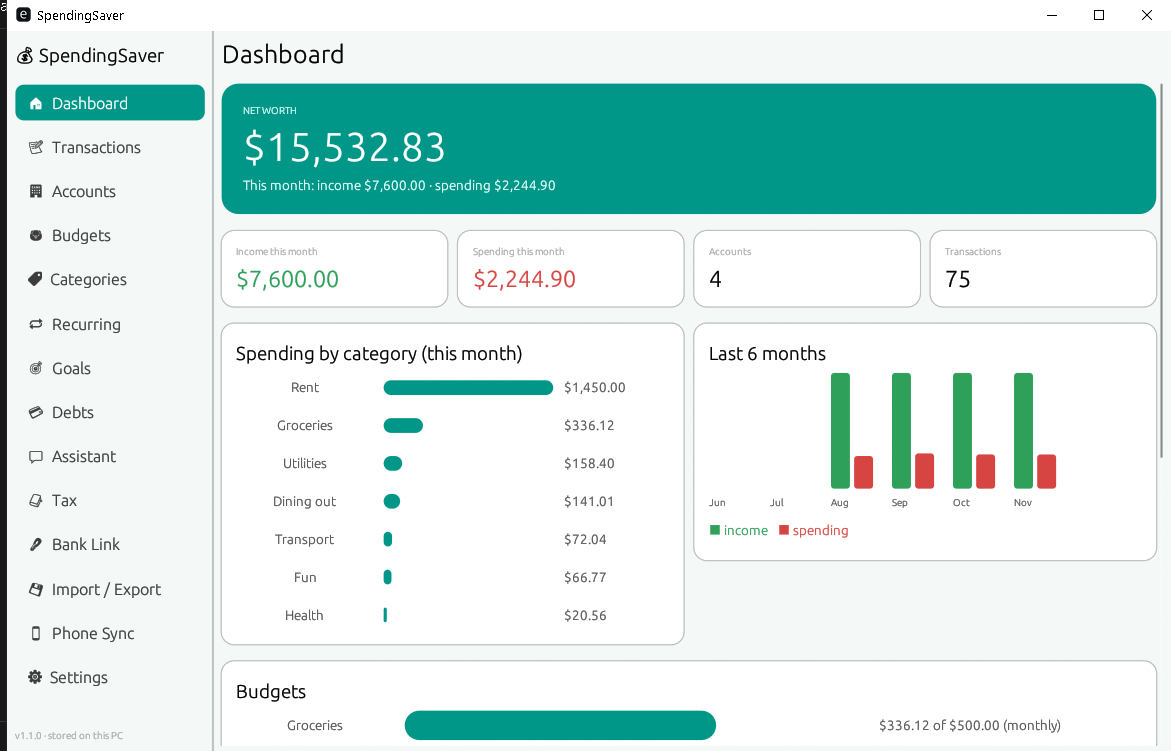 SpendingSaver
SpendingSaver
Dashboard
Transactions
Accounts
Budgets
Categories
Recurring
Goals
Debts
Assistant
Tax
Bank Link
Import / Export
Phone Sync
Settings
v1.1.0 · stored on this PC
Dashboard
NET WORTH
$15,532.83
This month: income $7,600.00 · spending $2,244.90
Income this month
$7,600.00
Spending this month
$2,244.90
Accounts
4
Transactions
75
Spending by category (this month)
Rent $1,450.00
Groceries $336.12
Utilities $158.40
Dining out $141.01
Transport $72.04
Fun $66.77
Health $20.56
Last 6 months
Jun Jul Aug Sep Oct Nov
income spending
Budgets
Groceries $336.12 of $500.00 (monthly)